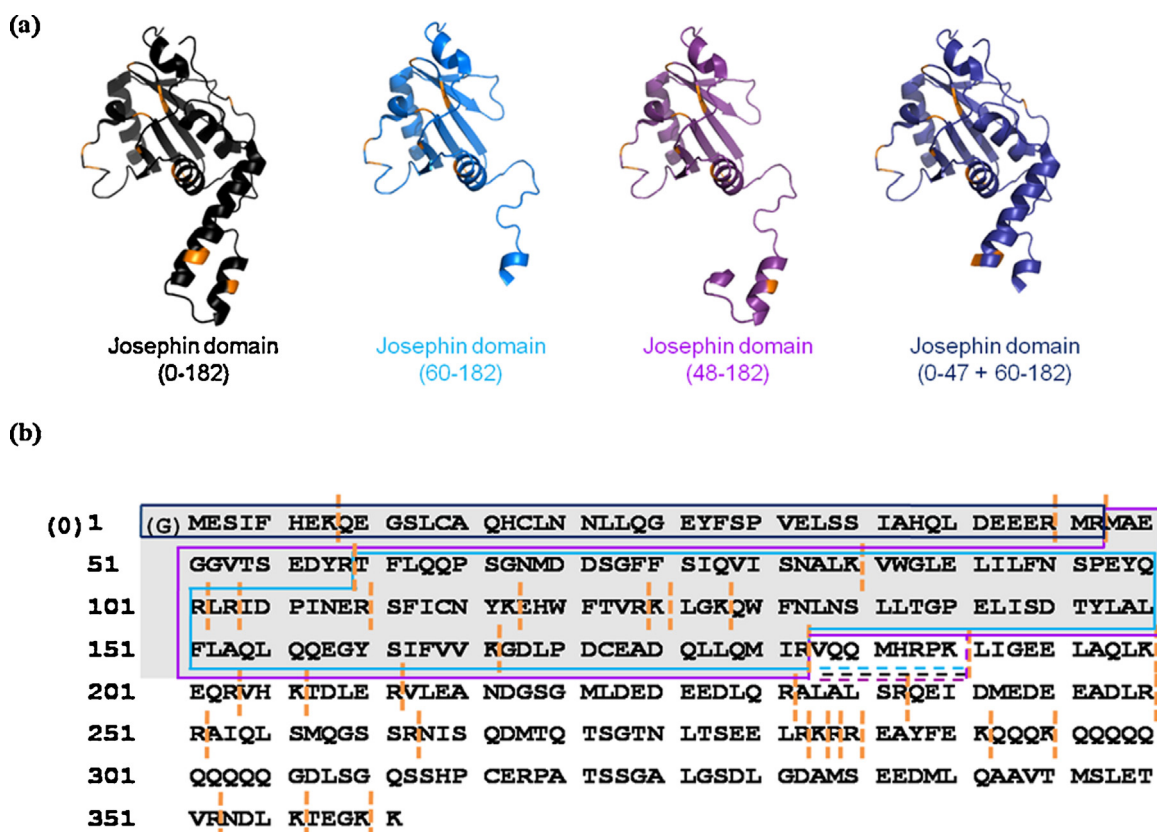 (a)
Josephin domain (0-182)
Josephin domain (60-182)
Josephin domain (48-182)
Josephin domain (0-47 + 60-182)
(b)
(0) 1 (G) MESIF HEKQE GSLCA QHCLN NLLQG EYFSP VELSS IAHQL DEEER MRMAE
51 GGVTS EDYRT FLQQP SGNMD DSGFF SIQVI SNALK VWGLE LILFN SPEYQ
101 RLRID PINER SFICN YKEHW FTVRK LGKQW FNLNS LLTGP ELISD TYLAL
151 FLAQL QQEGY SIFVV KGDLP DCEAD QLLQM IRVQQ MHRPK LIGEE LAQLK
201 EQRVH KTDLE RVLEA NDGSG MLDED EEDLQ RALAL SRQEI DMEDE EADLR
251 RAIQL SMQGS SRNIS QDMTQ TSGTN LTSEE LRKRR EAYFE KQQQK QQQQQ
301 QQQQQ GDLSG QSSHP CERPA TSSGA LGSDL GDAMS EEDML QAAVT MSLET
351 VRNDL KTEGK K